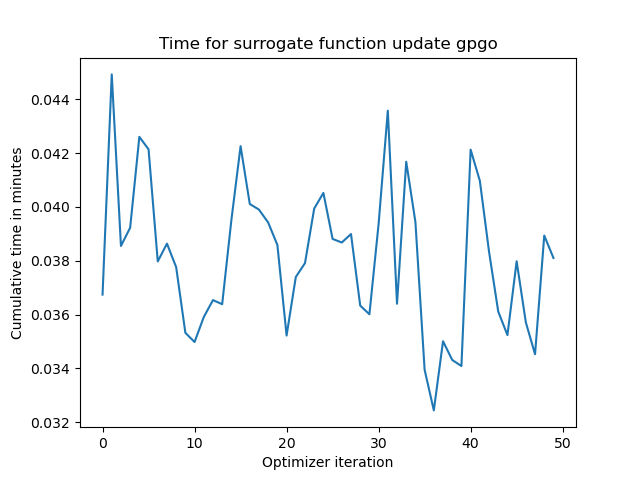 Time for surrogate function update gpgo
Cumulative time in minutes
0.044
0.042
0.040
0.038
0.036
0.034
0.032
0 10 20 30 40 50
Optimizer iteration